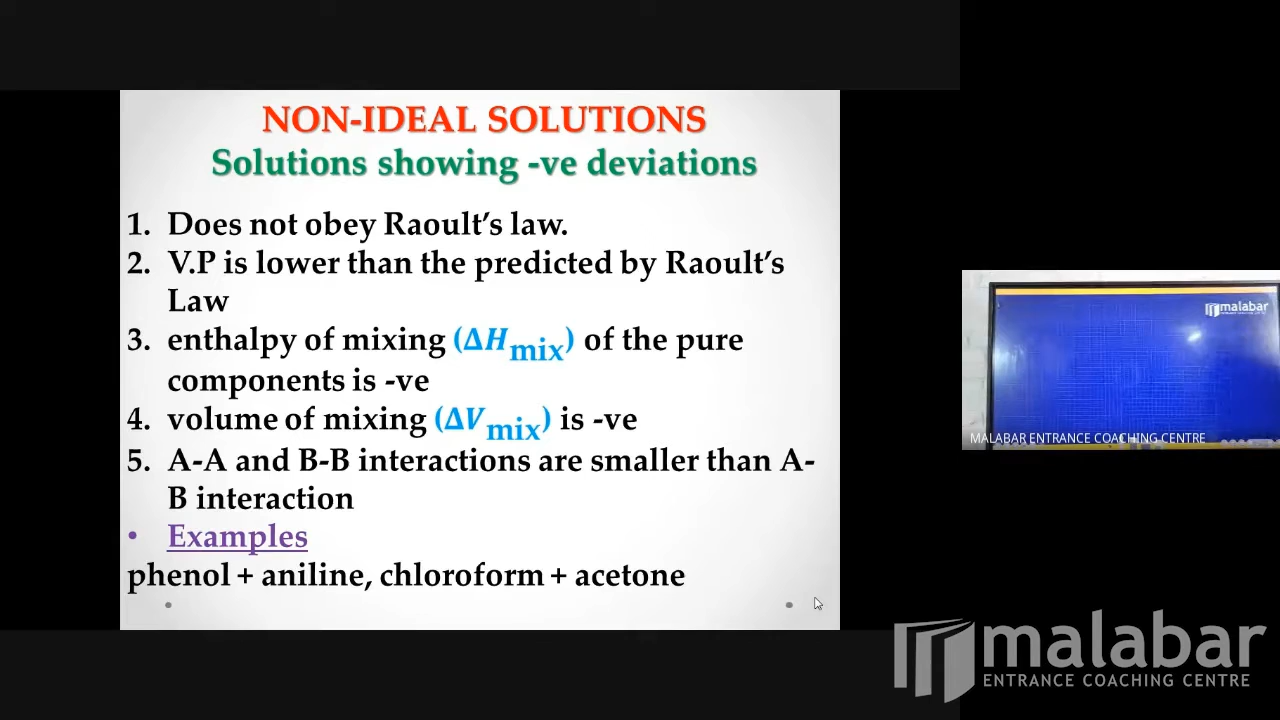 NON-IDEAL SOLUTIONS
Solutions showing -ve deviations
1. Does not obey Raoult's law.
2. V.P is lower than the predicted by Raoult's
Law
3. enthalpy of mixing (ΔHmix) of the pure
components is -ve
4. volume of mixing (ΔVmix) is -ve
5. A-A and B-B interactions are smaller than A-
B interaction
• Examples
phenol + aniline, chloroform + acetone
malabar
MALABAR ENTRANCE COACHING CENTRE
malabar
ENTRANCE COACHING CENTRE